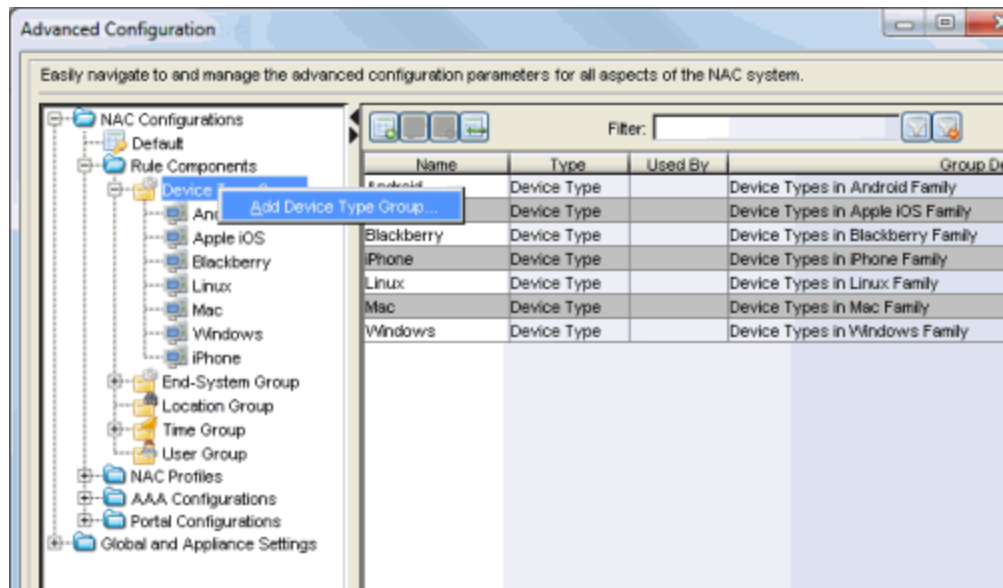 Advanced Configuration
Easily navigate to and manage the advanced configuration parameters for all aspects of the NAC system.
NAC Configurations
Default
Rule Components
Device
Add Device Type Group...
Apple iOS
Blackberry
Linux
Mac
Windows
iPhone
End-System Group
Location Group
Time Group
User Group
NAC Profiles
AAA Configurations
Portal Configurations
Global and Appliance Settings
Filter:
Name Type Used By Group De
Android Device Type Device Types in Android Family
Device Type Device Types in Apple iOS Family
Blackberry Device Type Device Types in Blackberry Family
iPhone Device Type Device Types in iPhone Family
Linux Device Type Device Types in Linux Family
Mac Device Type Device Types in Mac Family
Windows Device Type Device Types in Windows Family